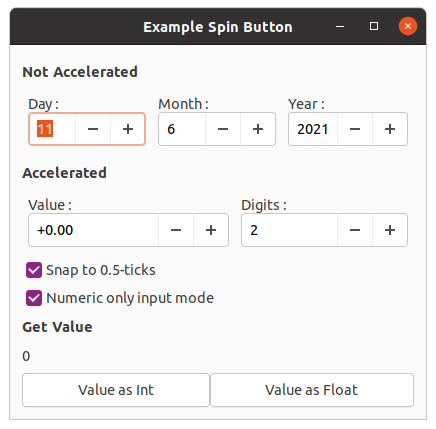 Example Spin Button
Not Accelerated
Day : Month : Year :
11 6 2021
Accelerated
Value : Digits :
+0.00 2
Snap to 0.5-ticks
Numeric only input mode
Get Value
0
Value as Int Value as Float